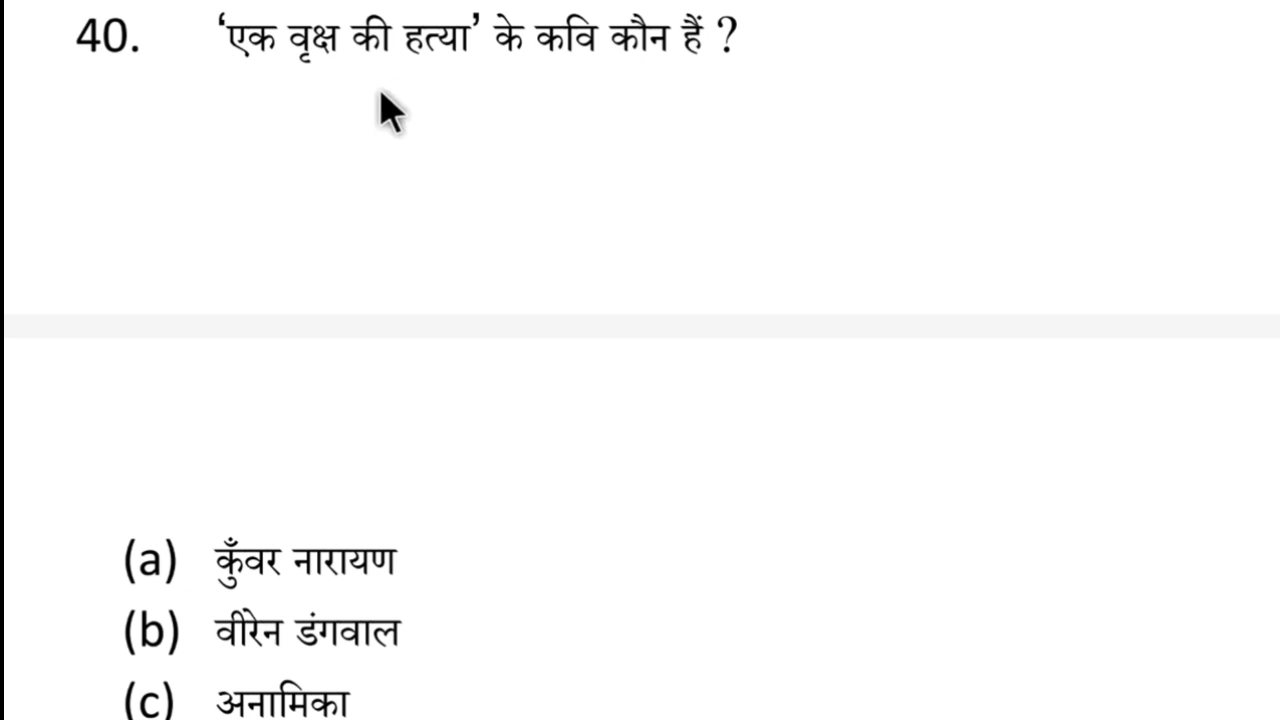 40. ‘एक वृक्ष की हत्या’ के कवि कौन हैं ?
(a) कुँवर नारायण
(b) वीरेन डंगवाल
(c) अनामिका